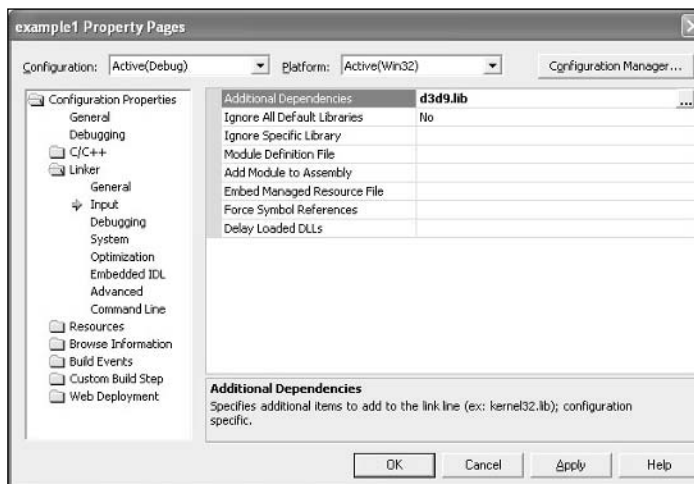 example1 Property Pages
Configuration: Active(Debug) Platform: Active(Win32) Configuration Manager...
Configuration Properties
General
Debugging
C/C++
Linker
General
Input
Debugging
System
Optimization
Embedded IDL
Advanced
Command Line
Resources
Browse Information
Build Events
Custom Build Step
Web Deployment
Additional Dependencies d3d9.lib ...
Ignore All Default Libraries No
Ignore Specific Library
Module Definition File
Add Module to Assembly
Embed Managed Resource File
Force Symbol References
Delay Loaded DLLs
Additional Dependencies
Specifies additional items to add to the link line (ex: kernel32.lib); configuration
specific.
OK Cancel Apply Help